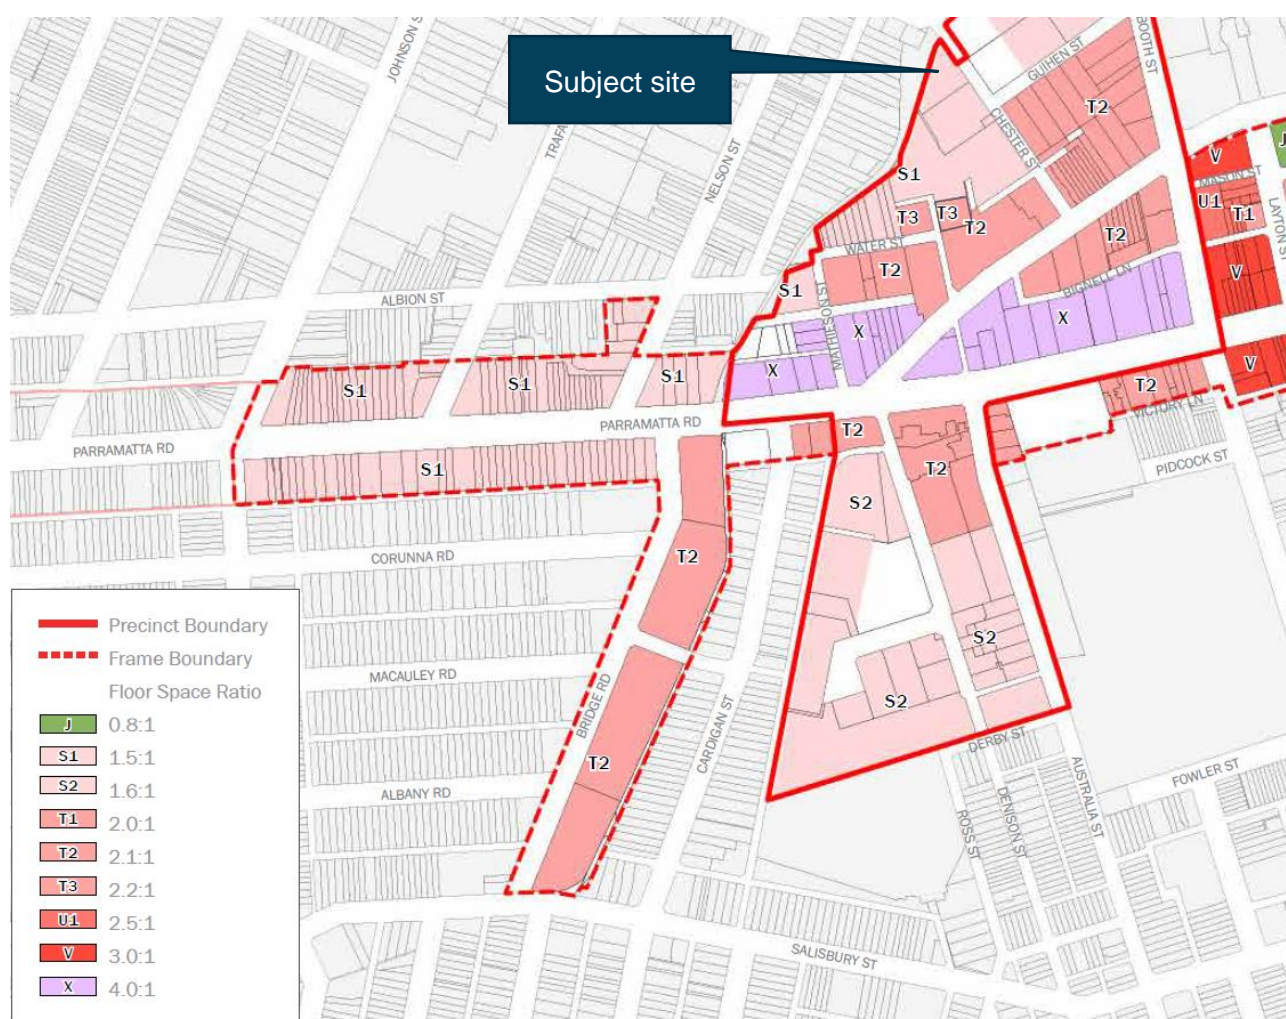 Subject site
JOHNSON S
TRAFA
NELSON ST
GUIHEN ST
BOOTH ST
CHESTER ST
T2
J
V
MASON ST
U1
T1
LAYTON ST
V
S1
T3
T3
T2
WATER ST
T2
T2
BIGNELL LN
S1
MATHIESON ST
X
X
X
ALBION ST
S1
S1
S1
PARRAMATTA RD
PARRAMATTA RD
S1
T2
T2
V
VICTORY LN
PIDCOCK ST
T2
S2
CORUNNA RD
T2
S2
S2
MACAULEY RD
BRIDGE RD
CARDIGAN ST
T2
ALBANY RD
DERBY ST
ROSS ST
DENISON ST
AUSTRALIA ST
FOWLER ST
SALISBURY ST
Precinct Boundary
Frame Boundary
Floor Space Ratio
J 0.8:1
S1 1.5:1
S2 1.6:1
T1 2.0:1
T2 2.1:1
T3 2.2:1
U1 2.5:1
V 3.0:1
X 4.0:1